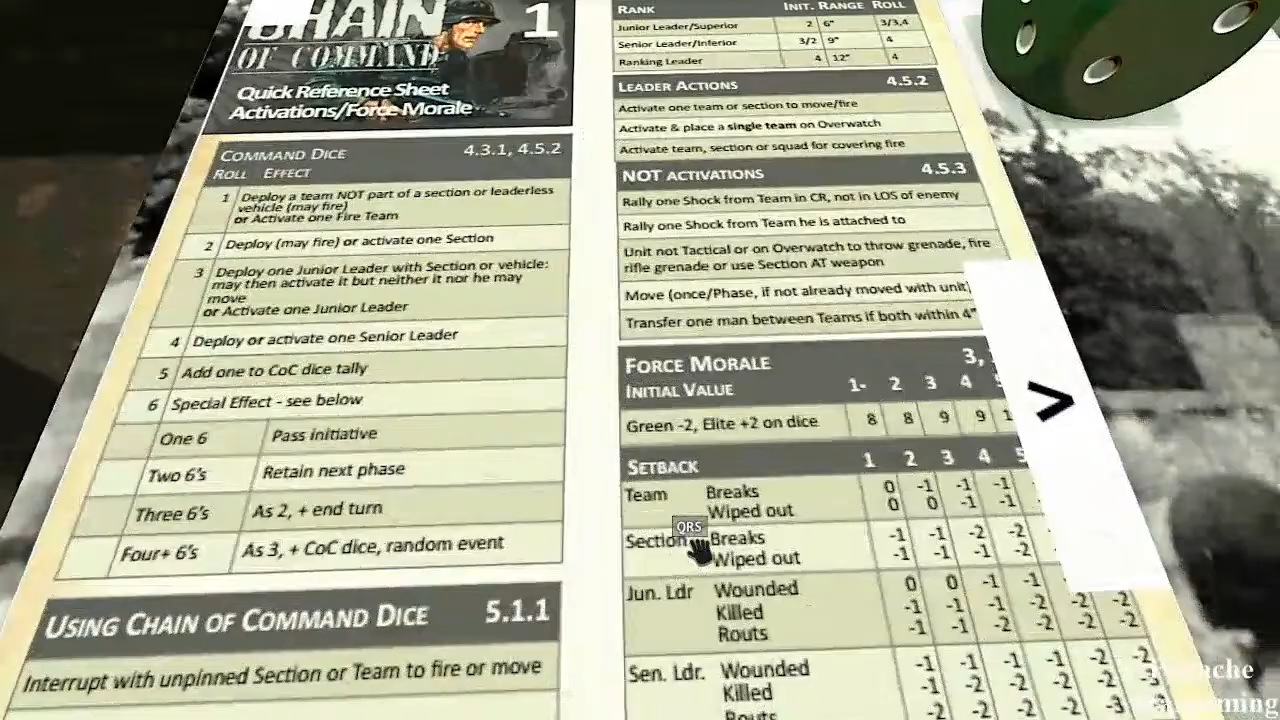 CHAIN
OF COMMAND
1
Quick Reference Sheet
Activations/Force Morale
COMMAND DICE 4.3.1, 4.5.2
ROLL EFFECT
1 Deploy a team NOT part of a section or leaderless
vehicle (may fire)
or Activate one Fire Team
2 Deploy (may fire) or activate one Section
3 Deploy one Junior Leader with Section or vehicle:
may then activate it but neither it nor he may
move
or Activate one Junior Leader
4 Deploy or activate one Senior Leader
5 Add one to CoC dice tally
6 Special Effect - see below
One 6 Pass initiative
Two 6's Retain next phase
Three 6's As 2, + end turn
Four+ 6's As 3, + CoC dice, random event
USING CHAIN OF COMMAND DICE 5.1.1
Interrupt with unpinned Section or Team to fire or move
RANK INIT. RANGE ROLL
Junior Leader/Superior 2 6" 3/3,4
Senior Leader/Inferior 3/2 9" 4
Ranking Leader 4 12" 4
LEADER ACTIONS 4.5.2
Activate one team or section to move/fire
Activate & place a single team on Overwatch
Activate team, section or squad for covering fire
NOT ACTIVATIONS 4.5.3
Rally one Shock from Team in CR, not in LOS of enemy
Rally one Shock from Team he is attached to
Unit not Tactical or on Overwatch to throw grenade, fire
rifle grenade or use Section AT weapon
Move (once/Phase, if not already moved with unit)
Transfer one man between Teams if both within 4"
FORCE MORALE 3,
INITIAL VALUE 1- 2 3 4
Green -2, Elite +2 on dice 8 8 9 9
SETBACK 1 2 3 4
Team Breaks 0 -1 -1 -1
Wiped out 0 0 -1 -1
QRS
Section Breaks -1 -1 -2 -2
Wiped out -1 -1 -1 -2
Jun. Ldr Wounded 0 0 -1 -1
Killed -1 -1 -1 -2 -2 -2
Routs -1 -1 -2 -2 -2 -2
Sen. Ldr. Wounded -1 -1 -1 -1 -2
Killed -1 -2 -2 -2 -2
Routs -2 -2 -2 -2 -3
>